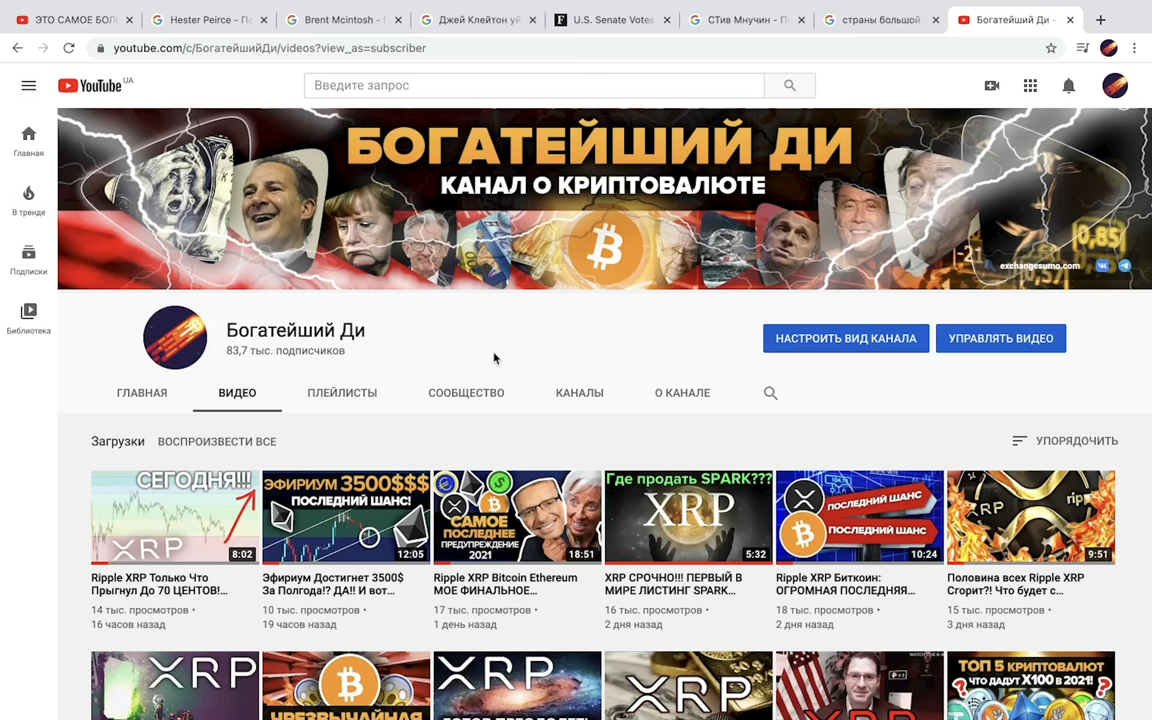 ЭТО САМОЕ БОЛ
Hester Peirce - П
Brent Mcintosh -
Джей Клейтон у
U.S. Senate Votes
СТив Мнучин - П
страны большой
Богатейший Ди -
youtube.com/c/БогатейшийДи/videos?view_as=subscriber
YouTube UA
Введите запрос
Главная
В тренде
Подписки
Библиотека
БОГАТЕЙШИЙ ДИ
КАНАЛ О КРИПТОВАЛЮТЕ
0,85
exchangesumo.com
Богатейший Ди
83,7 тыс. подписчиков
НАСТРОИТЬ ВИД КАНАЛА
УПРАВЛЯТЬ ВИДЕО
ГЛАВНАЯ ВИДЕО ПЛЕЙЛИСТЫ СООБЩЕСТВО КАНАЛЫ О КАНАЛЕ
Загрузки ВОСПРОИЗВЕСТИ ВСЕ
УПОРЯДОЧИТЬ
СЕГОДНЯ!!!
XRP
8:02
Ripple XRP Только Что
Прыгнул До 70 ЦЕНТОВ!...
14 тыс. просмотров •
16 часов назад
ЭФИРИУМ 3500$$$
ПОСЛЕДНИЙ ШАНС!
12:05
Эфириум Достигнет 3500$
За Полгода!? ДА!! И вот...
10 тыс. просмотров •
19 часов назад
САМОЕ
ПОСЛЕДНЕЕ
ПРЕДУПРЕЖДЕНИЕ
2021
18:51
Ripple XRP Bitcoin Ethereum
МОЕ ФИНАЛЬНОЕ...
17 тыс. просмотров •
1 день назад
Где продать SPARK???
XRP
5:32
XRP СРОЧНО!!! ПЕРВЫЙ В
МИРЕ ЛИСТИНГ SPARK...
16 тыс. просмотров •
2 дня назад
ПОСЛЕДНИЙ ШАНС
ПОСЛЕДНИЙ ШАНС
10:24
Ripple XRP Биткоин:
ОГРОМНАЯ ПОСЛЕДНЯЯ...
18 тыс. просмотров •
2 дня назад
XRP
9:51
Половина всех Ripple XRP
Сгорит?! Что будет с...
15 тыс. просмотров •
3 дня назад
XRP
ЧРЕЗВЫЧАЙНАЯ
XRP
XRP
XRP
ТОП 5 КРИПТОВАЛЮТ
ЧТО ДАДУТ X100 В 2021!